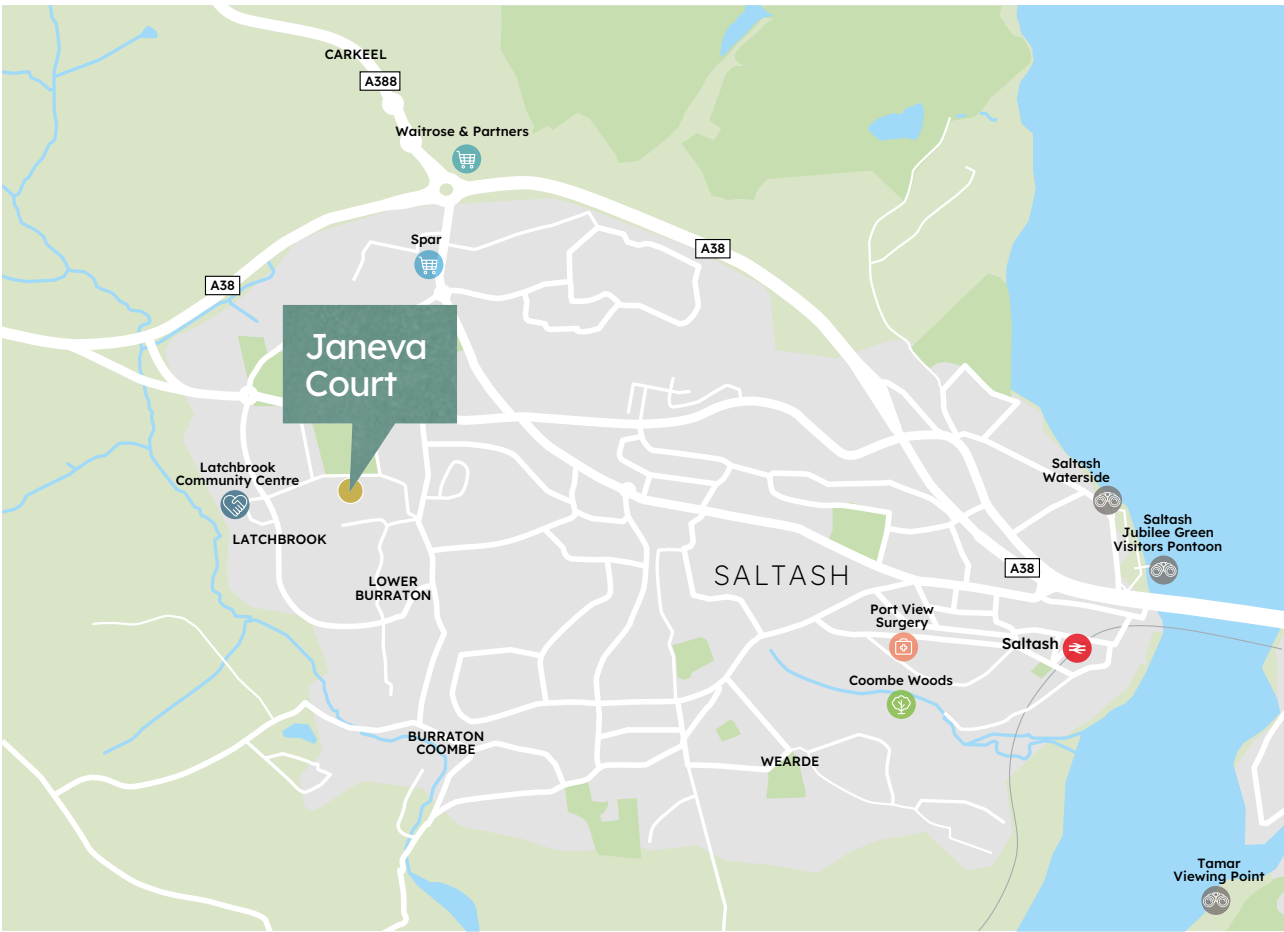 CARKEEL
A388
Waitrose & Partners
Spar
A38
A38
Janeva
Court
Latchbrook
Community Centre
LATCHBROOK
LOWER
BURRATON
SALTASH
Saltash
Waterside
Saltash
Jubilee Green
Visitors Pontoon
A38
Port View
Surgery
Saltash
Coombe Woods
BURRATON
COOMBE
WEARDE
Tamar
Viewing Point